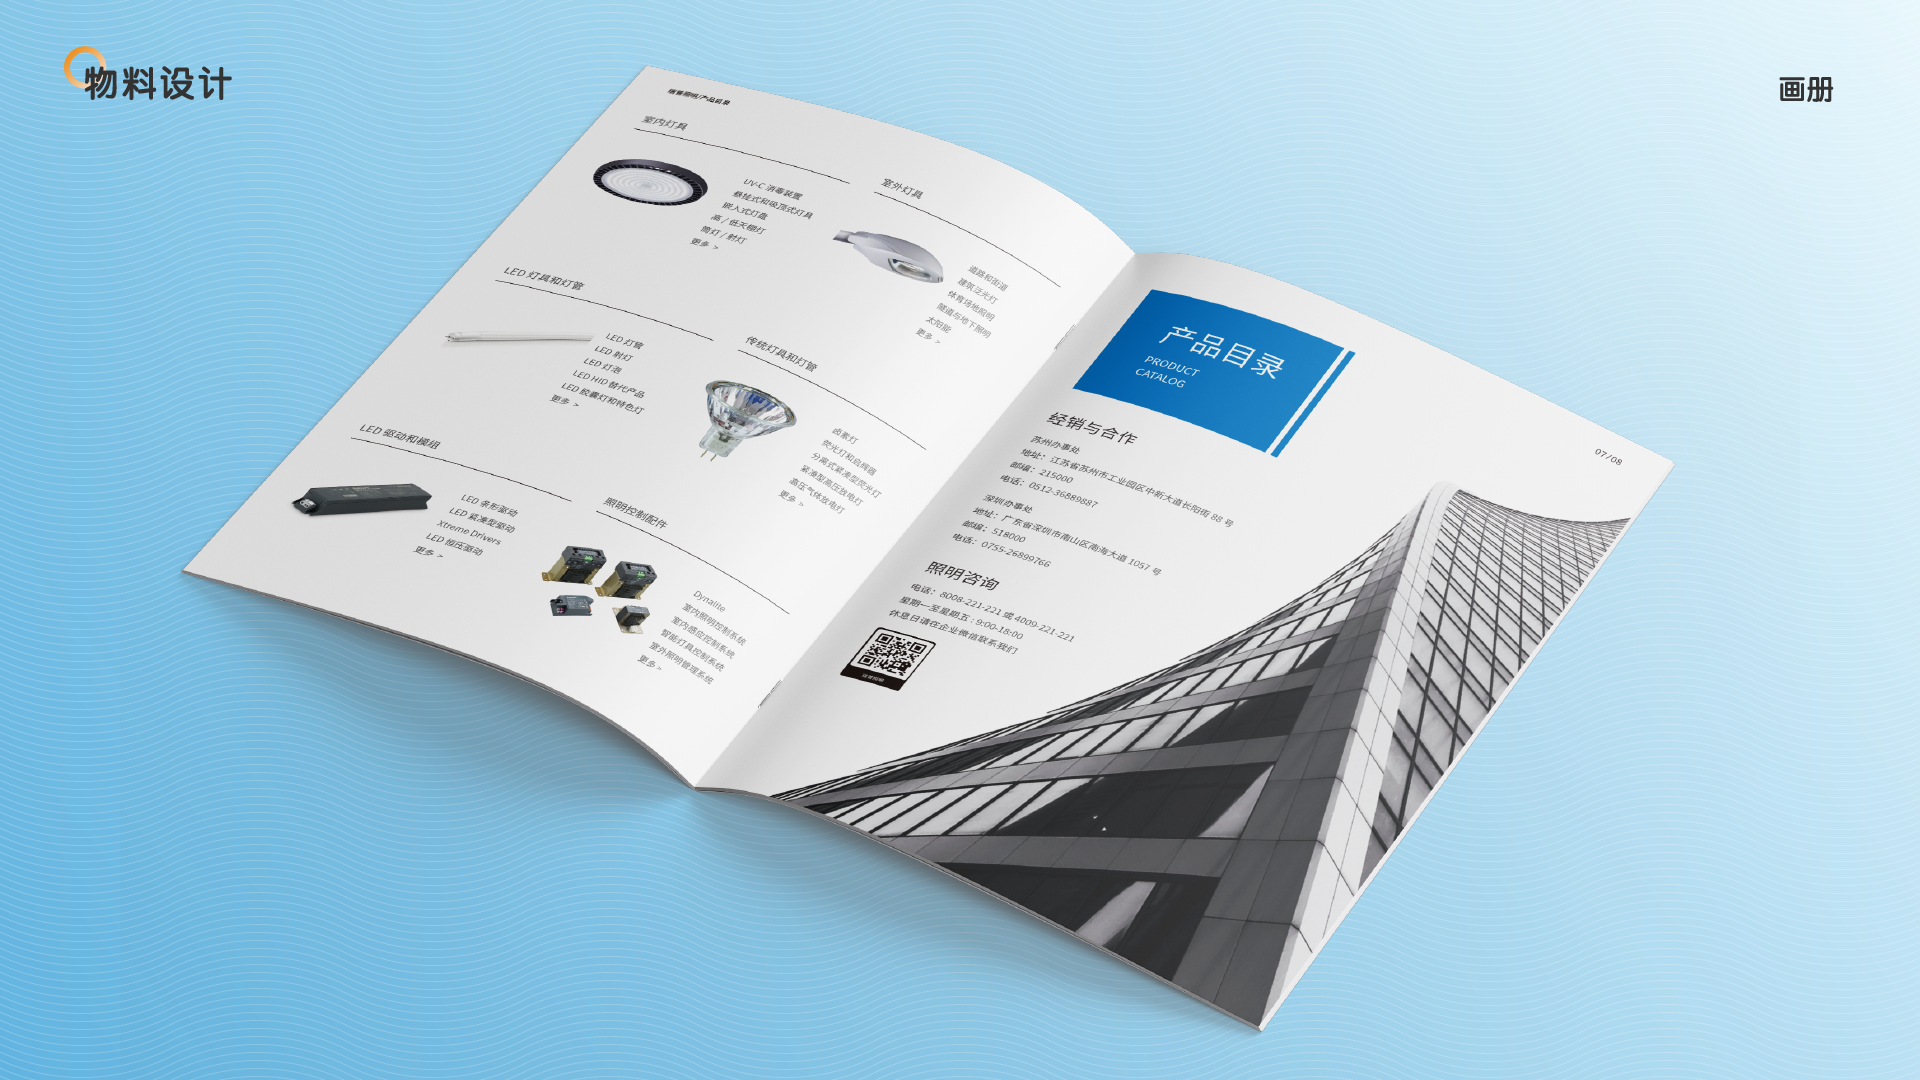 物料设计
画册
室内灯具
UV-C 消毒装置
悬挂式和吸顶式灯具
嵌入式灯盘
高 / 低天棚灯
筒灯 / 射灯
更多 >
室外灯具
道路和街道
建筑泛光灯
体育场地照明
隧道与地下照明
太阳能
更多 >
LED 灯具和灯管
LED 灯管
LED 射灯
LED 灯泡
LED HID 替代产品
LED 胶囊灯和特色灯
更多 >
传统灯具和灯管
卤素灯
荧光灯和启辉器
分离式紧凑型荧光灯
紧凑型高压放电灯
高压气体放电灯
更多 >
LED 驱动和模组
LED 条形驱动
LED 紧凑型驱动
Xtreme Drivers
LED 恒压驱动
更多 >
照明控制配件
Dynalite
室内照明控制系统
室内感应控制系统
智能灯具控制系统
室外照明管理系统
更多>
产品目录
PRODUCT
CATALOG
经销与合作
苏州办事处
地址：江苏省苏州市工业园区中新大道长阳街 88 号
邮编：215000
电话：0512-36889887
深圳办事处
地址：广东省深圳市南山区南海大道 1057 号
邮编：518000
电话：0755-26899766
照明咨询
电话：8008-221-221 或 4009-221-221
星期一至星期五：9:00-18:00
休息日请在企业微信联系我们
07/08